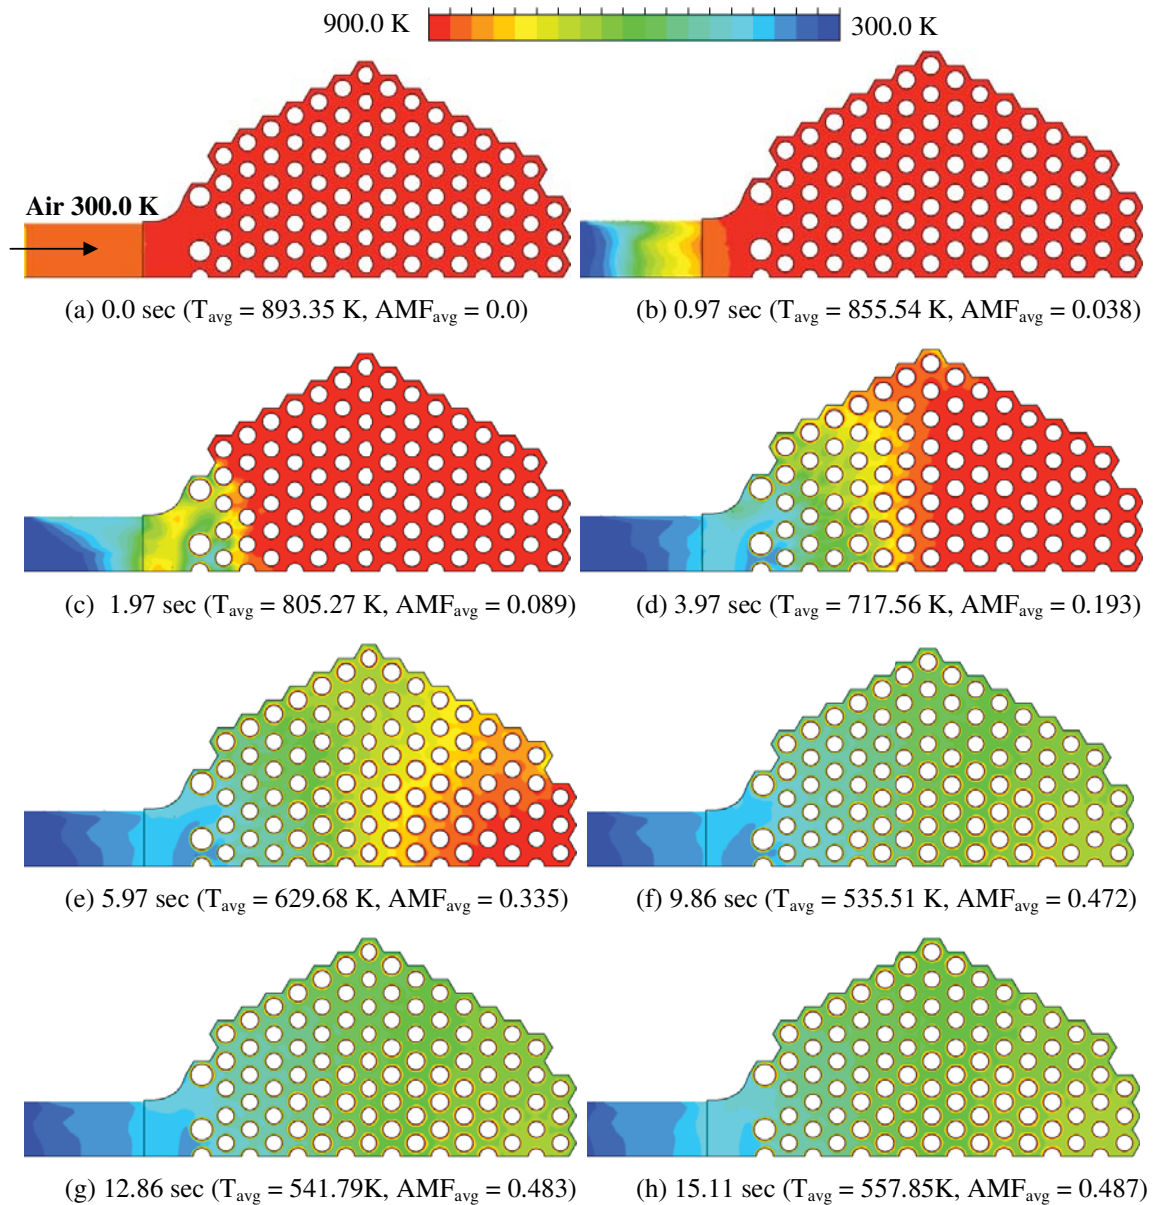 900.0 K 300.0 K
Air 300.0 K
(a) 0.0 sec (Tavg = 893.35 K, AMFavg = 0.0)
(b) 0.97 sec (Tavg = 855.54 K, AMFavg = 0.038)
(c) 1.97 sec (Tavg = 805.27 K, AMFavg = 0.089)
(d) 3.97 sec (Tavg = 717.56 K, AMFavg = 0.193)
(e) 5.97 sec (Tavg = 629.68 K, AMFavg = 0.335)
(f) 9.86 sec (Tavg = 535.51 K, AMFavg = 0.472)
(g) 12.86 sec (Tavg = 541.79K, AMFavg = 0.483)
(h) 15.11 sec (Tavg = 557.85K, AMFavg = 0.487)